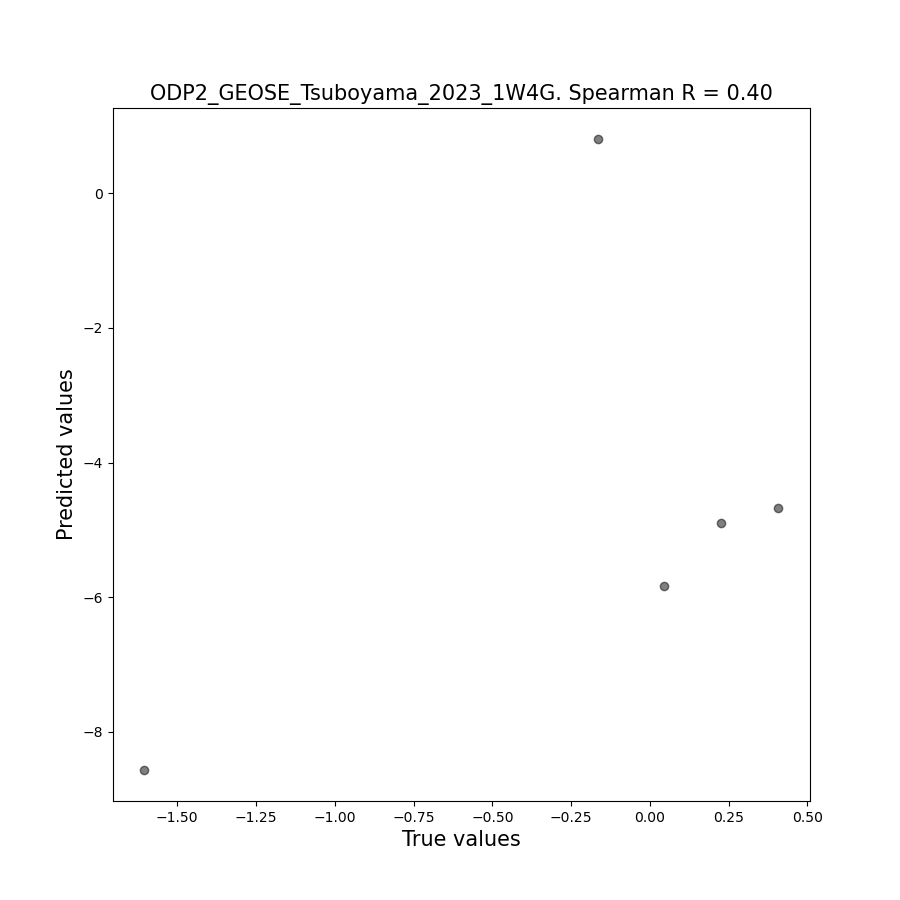 ODP2_GEOSE_Tsuboyama_2023_1W4G. Spearman R = 0.40
0
−2
−4
−6
−8
Predicted values
−1.50 −1.25 −1.00 −0.75 −0.50 −0.25 0.00 0.25 0.50
True values